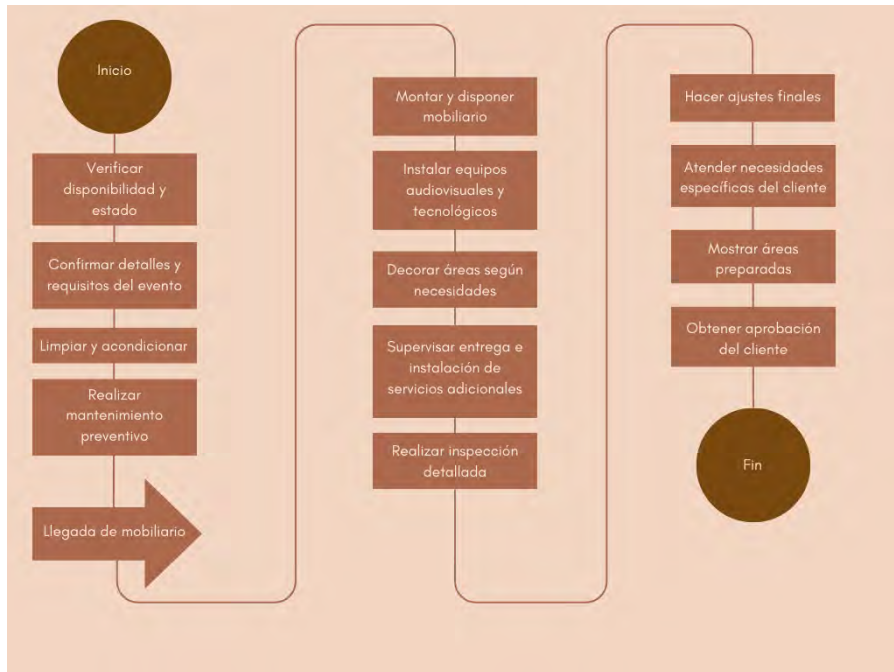 Inicio
Verificar
disponibilidad y
estado
Confirmar detalles y
requisitos del evento
Limpiar y acondicionar
Realizar
mantenimiento
preventivo
Llegada de mobiliario
Montar y disponer
mobiliario
Instalar equipos
audiovisuales y
tecnológicos
Decorar áreas según
necesidades
Supervisar entrega e
instalación de
servicios adicionales
Realizar inspección
detallada
Hacer ajustes finales
Atender necesidades
específicas del cliente
Mostrar áreas
preparadas
Obtener aprobación
del cliente
Fin